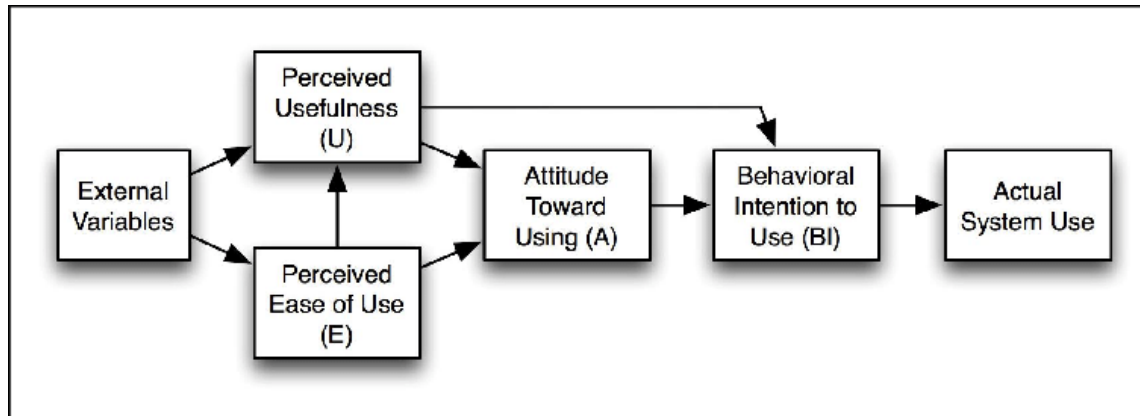 Perceived
Usefulness
(U)
External
Variables
Perceived
Ease of Use
(E)
Attitude
Toward
Using (A)
Behavioral
Intention to
Use (BI)
Actual
System Use